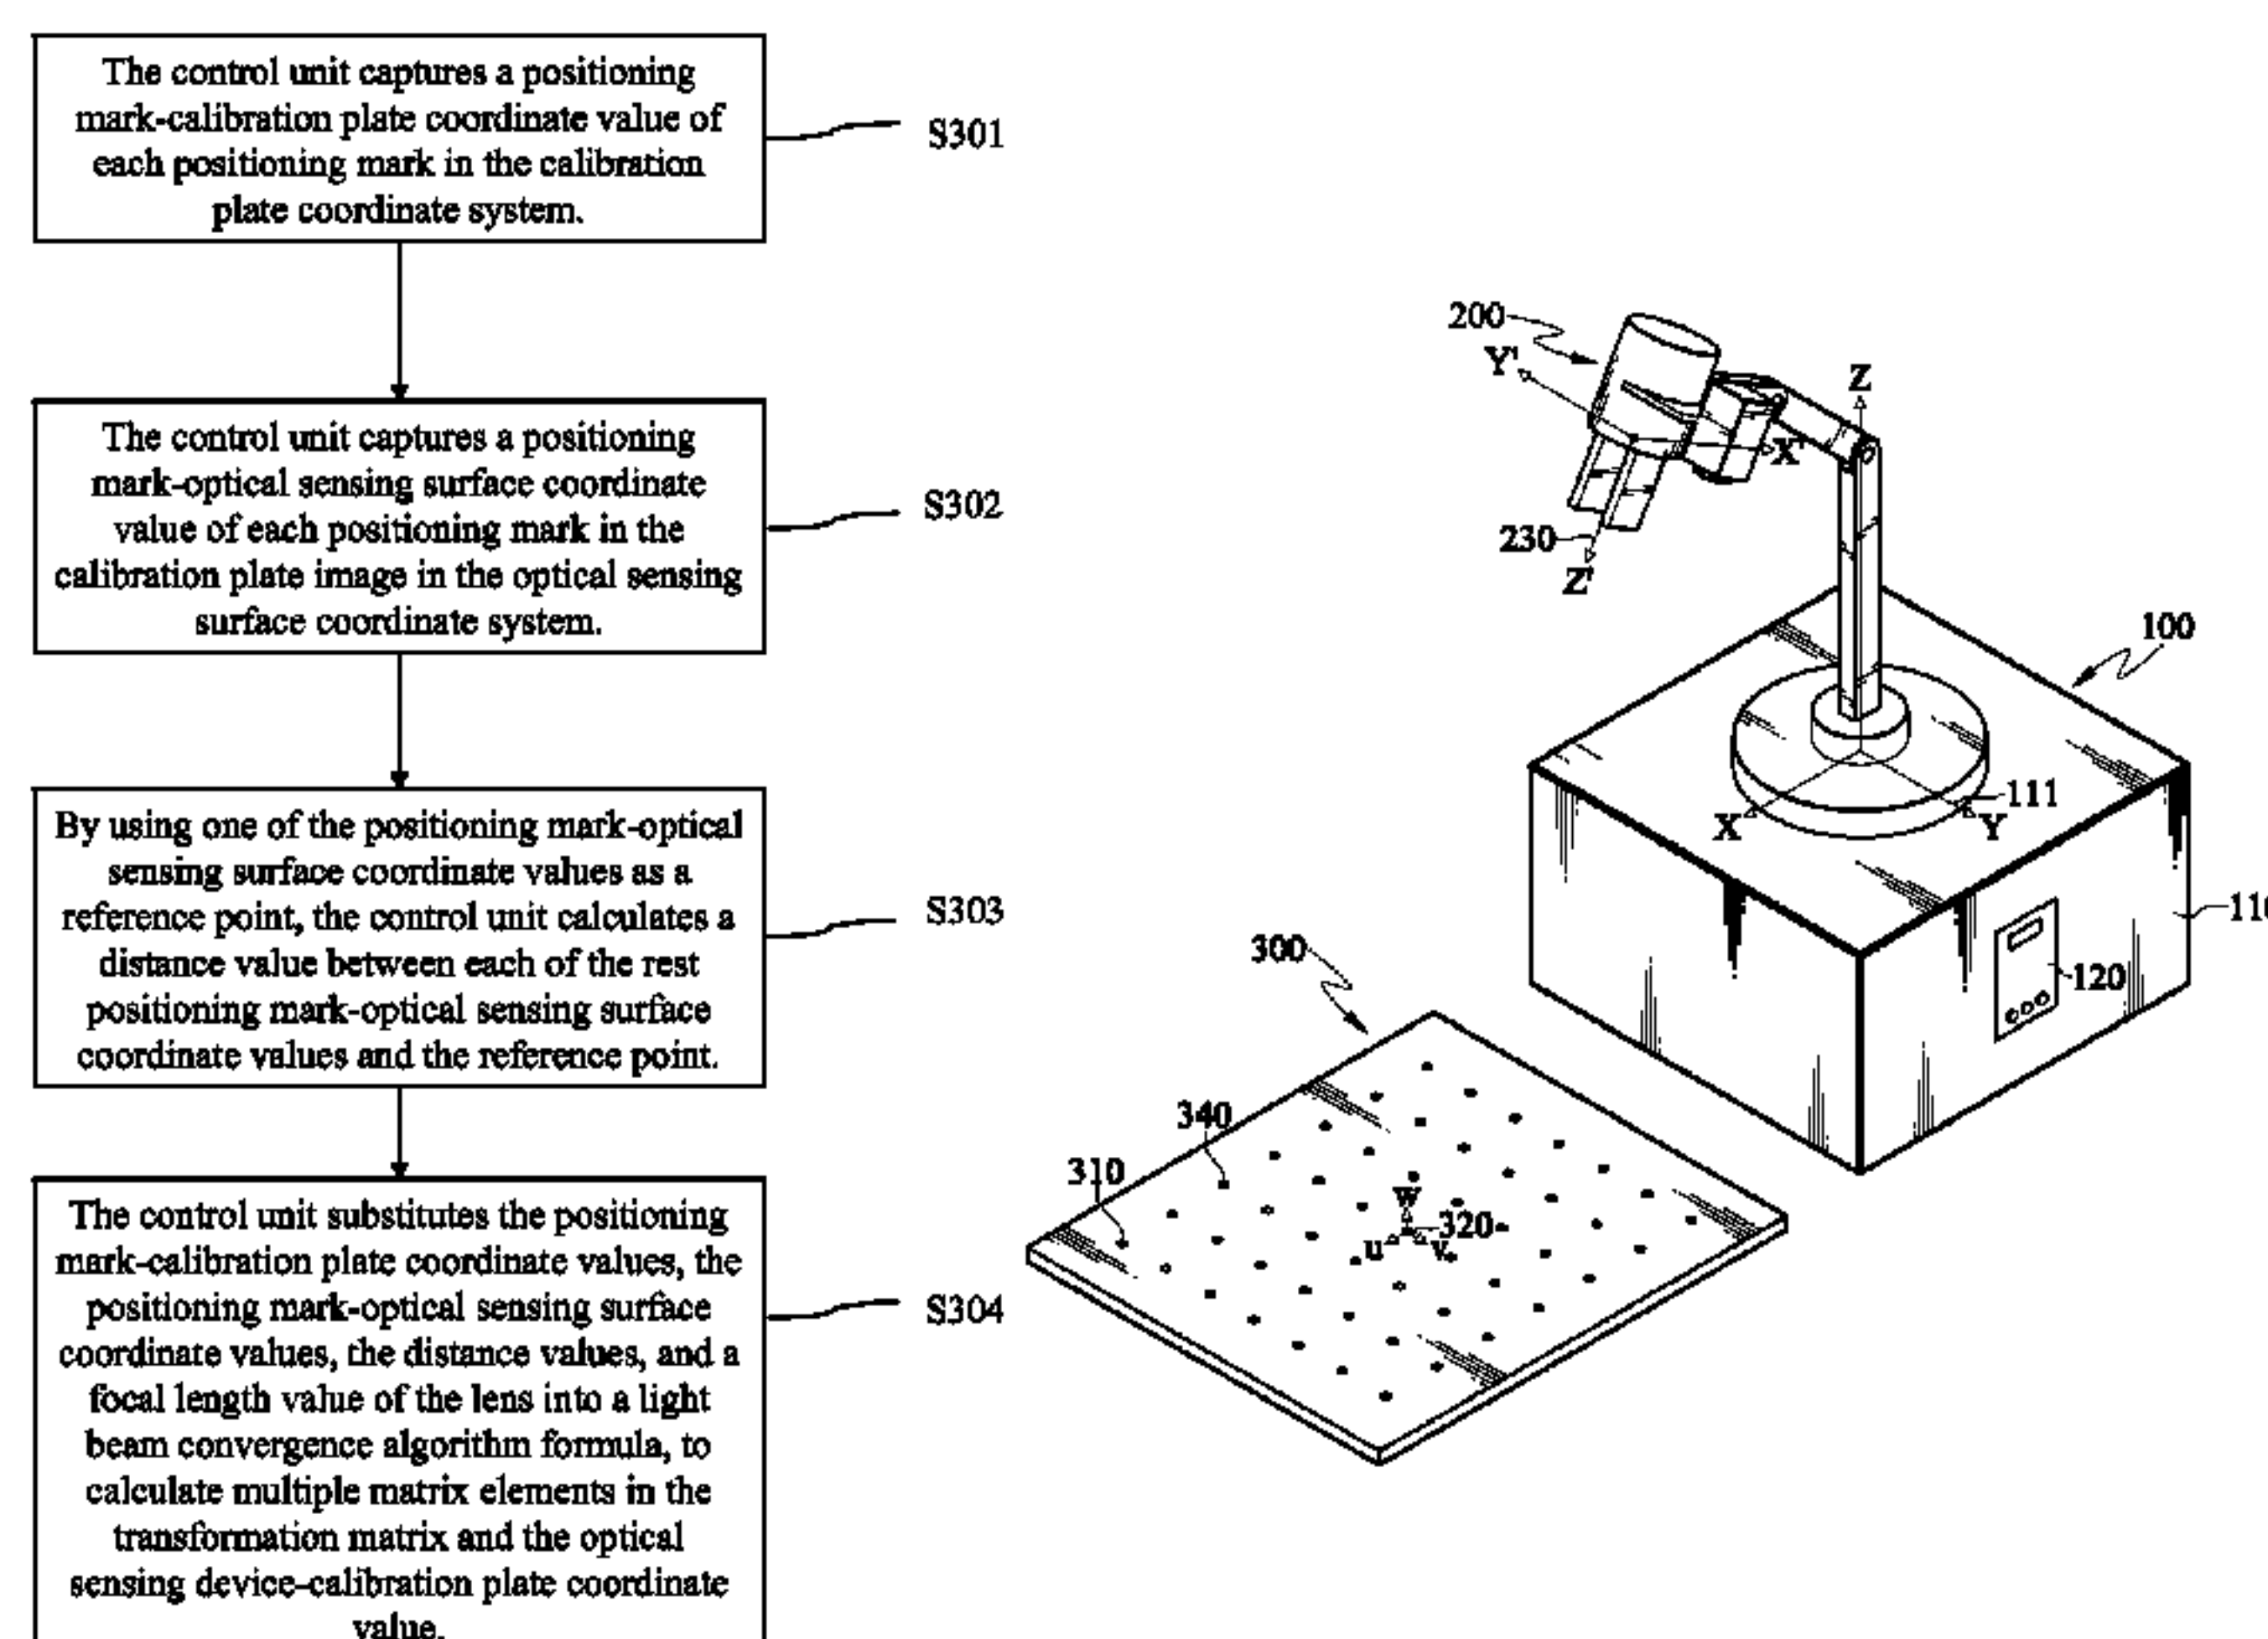 The control unit captures a positioning
mark-calibration plate coordinate value of
each positioning mark in the calibration
plate coordinate system.
S301
The control unit captures a positioning
mark-optical sensing surface coordinate
value of each positioning mark in the
calibration plate image in the optical sensing
surface coordinate system.
S302
By using one of the positioning mark-optical
sensing surface coordinate values as a
reference point, the control unit calculates a
distance value between each of the rest
positioning mark-optical sensing surface
coordinate values and the reference point.
S303
The control unit substitutes the positioning
mark-calibration plate coordinate values, the
positioning mark-optical sensing surface
coordinate values, the distance values, and a
focal length value of the lens into a light
beam convergence algorithm formula, to
calculate multiple matrix elements in the
transformation matrix and the optical
sensing device-calibration plate coordinate
value.
S304
200
Y'
Z
X'
230
Z'
100
111
X
Y
120
300
340
310
W
320
u
v